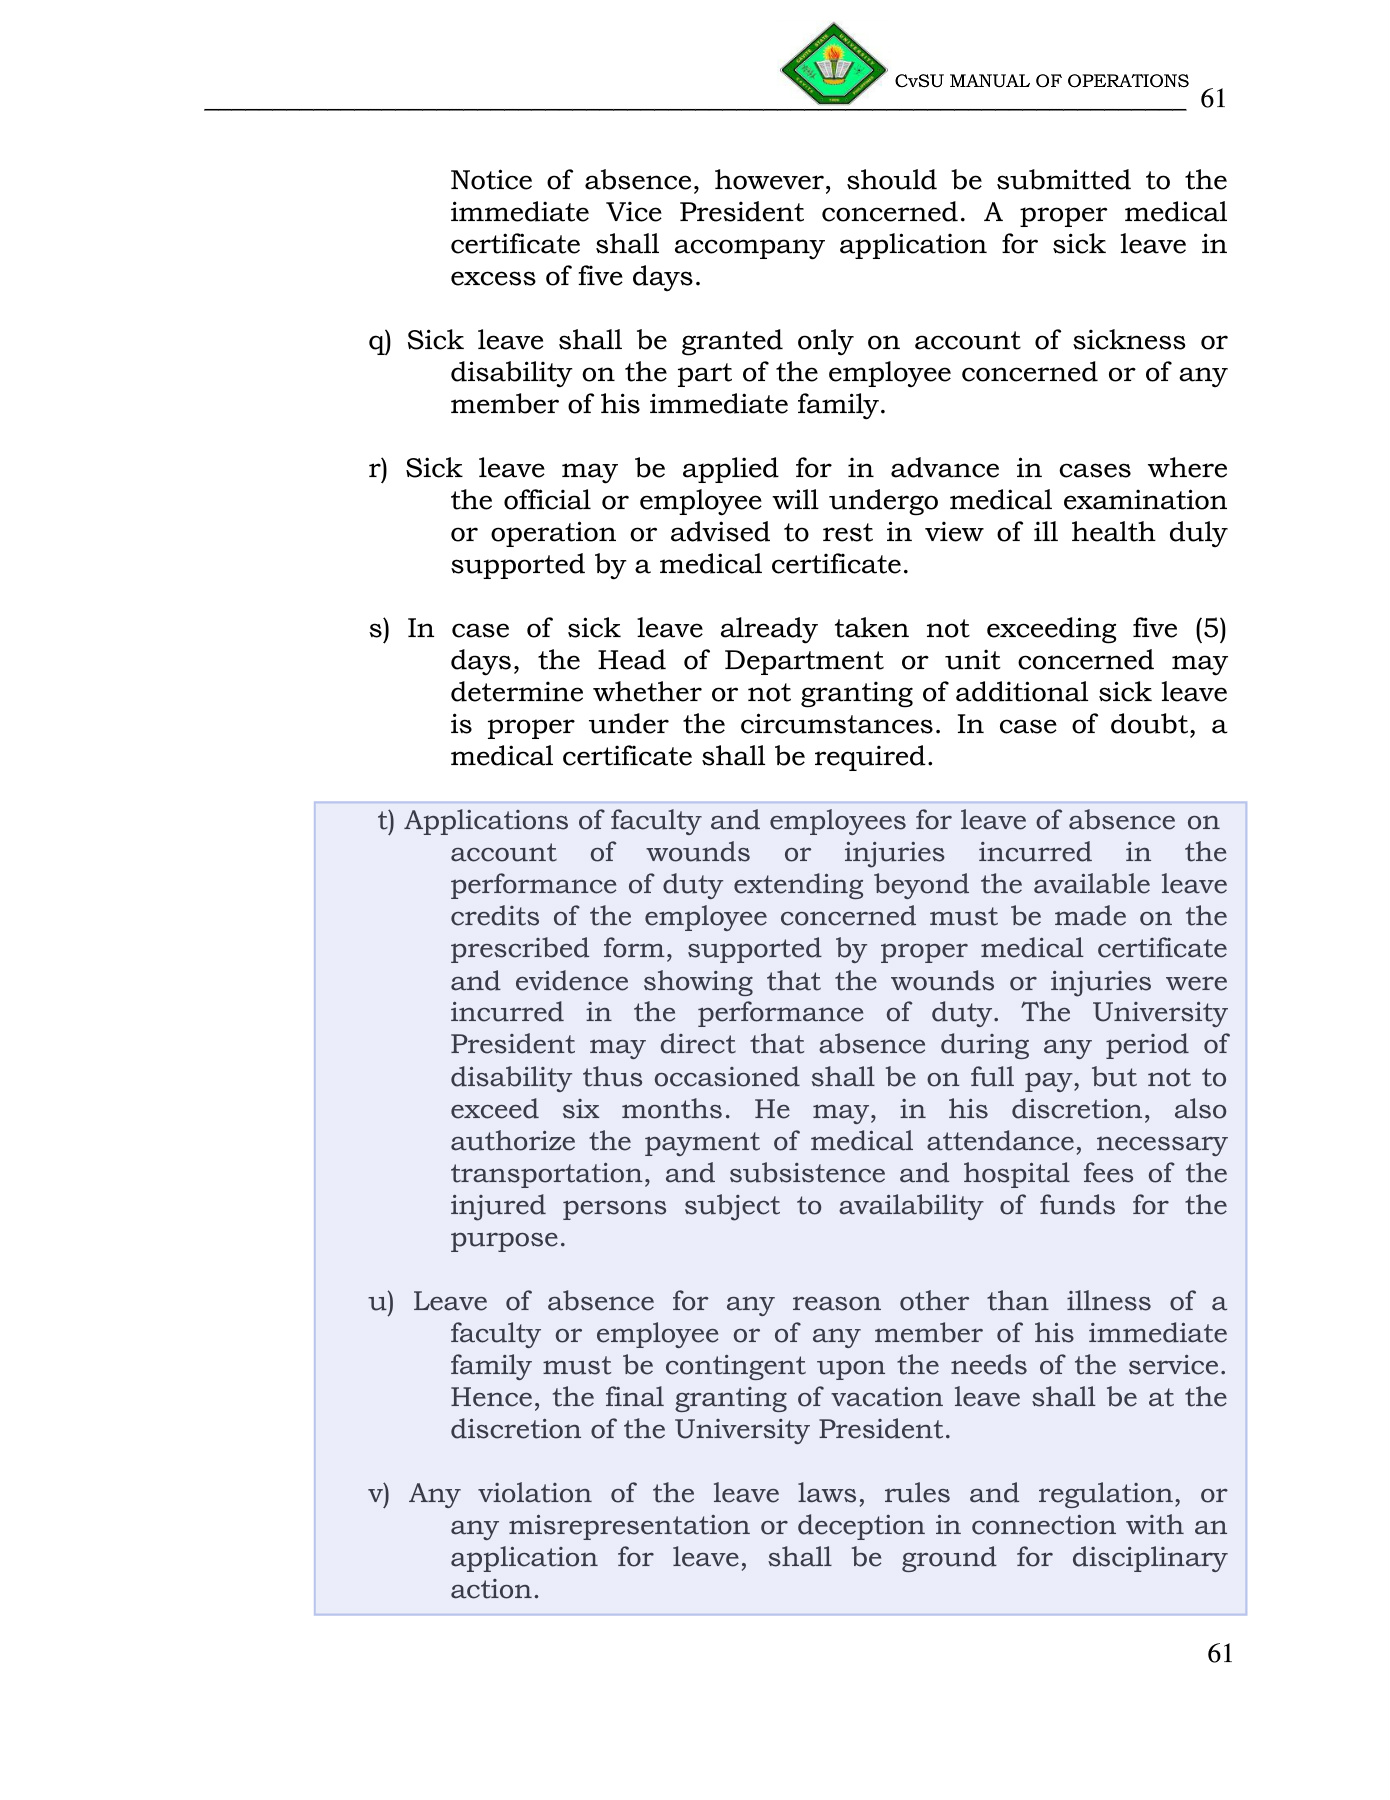 CvSU MANUAL OF OPERATIONS
61
Notice of absence, however, should be submitted to the
immediate Vice President concerned. A proper medical
certificate shall accompany application for sick leave in
excess of five days.
q) Sick leave shall be granted only on account of sickness or
disability on the part of the employee concerned or of any
member of his immediate family.
r) Sick leave may be applied for in advance in cases where
the official or employee will undergo medical examination
or operation or advised to rest in view of ill health duly
supported by a medical certificate.
s) In case of sick leave already taken not exceeding five (5)
days, the Head of Department or unit concerned may
determine whether or not granting of additional sick leave
is proper under the circumstances. In case of doubt, a
medical certificate shall be required.
t) Applications of faculty and employees for leave of absence on
account of wounds or injuries incurred in the
performance of duty extending beyond the available leave
credits of the employee concerned must be made on the
prescribed form, supported by proper medical certificate
and evidence showing that the wounds or injuries were
incurred in the performance of duty. The University
President may direct that absence during any period of
disability thus occasioned shall be on full pay, but not to
exceed six months. He may, in his discretion, also
authorize the payment of medical attendance, necessary
transportation, and subsistence and hospital fees of the
injured persons subject to availability of funds for the
purpose.
u) Leave of absence for any reason other than illness of a
faculty or employee or of any member of his immediate
family must be contingent upon the needs of the service.
Hence, the final granting of vacation leave shall be at the
discretion of the University President.
v) Any violation of the leave laws, rules and regulation, or
any misrepresentation or deception in connection with an
application for leave, shall be ground for disciplinary
action.
61